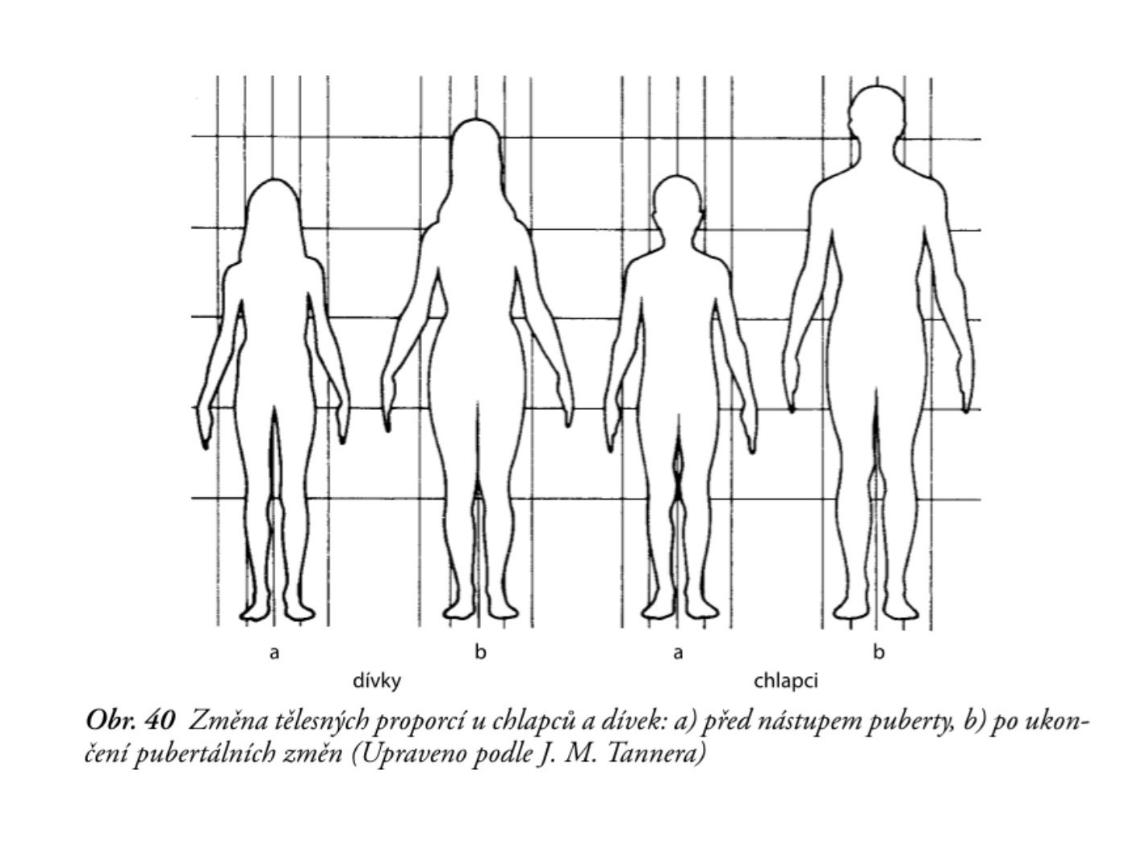 a b a b
dívky chlapci
Obr. 40 Změna tělesných proporcí u chlapců a dívek: a) před nástupem puberty, b) po ukon-
čení pubertálních změn (Upraveno podle J. M. Tannera)